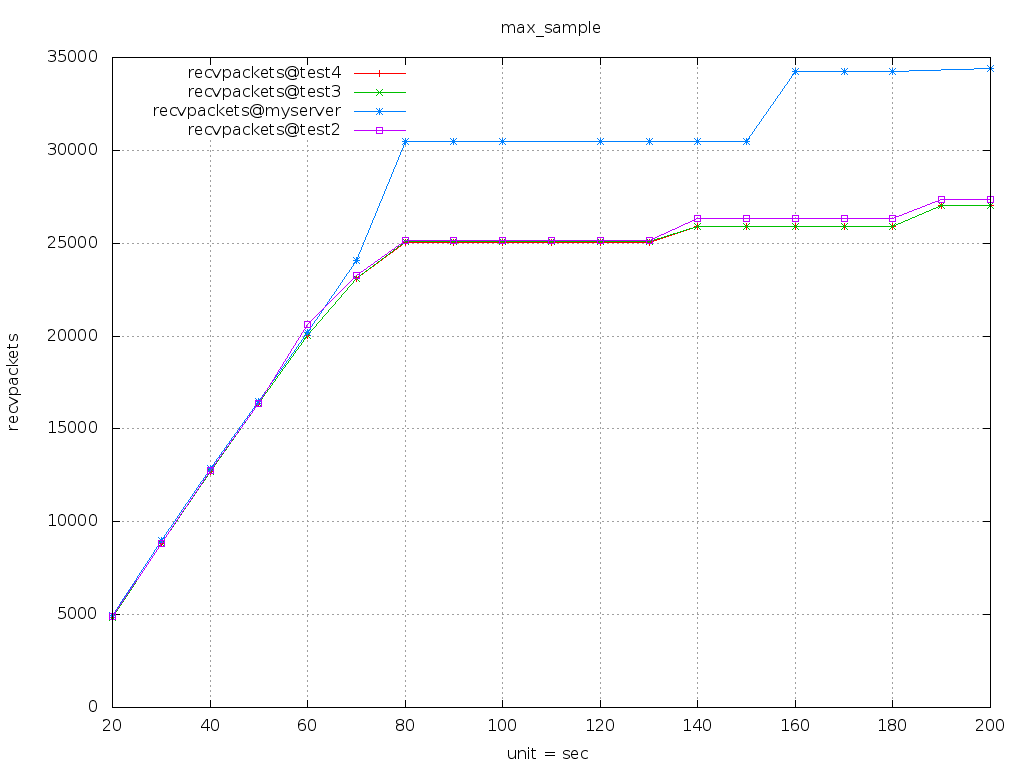 max_sample
35000
recvpackets@test4
recvpackets@test3
recvpackets@myserver
recvpackets@test2
30000
25000
20000
15000
10000
5000
0
recvpackets
20 40 60 80 100 120 140 160 180 200
unit = sec